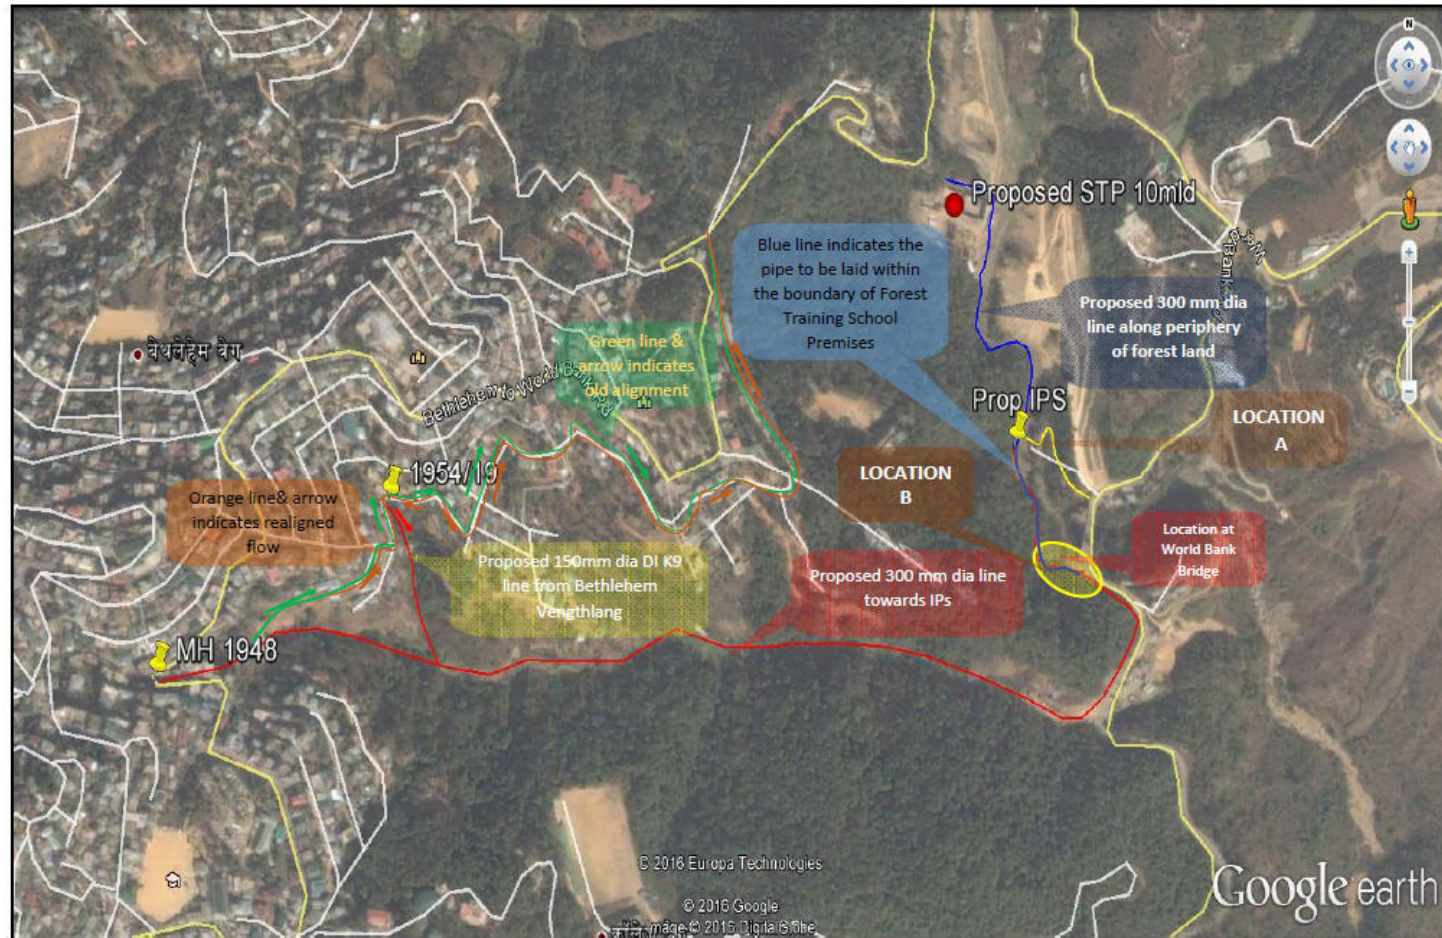 N
Proposed STP 10mld
Blue line indicates the
pipe to be laid within
the boundary of Forest
Training School
Premises
Proposed 300 mm dia
line along periphery
of forest land
Green line &
arrow indicates
old alignment
बेथलेहेम वेंग
Bethlehem to World Bank Rd
Prop IPS
LOCATION
A
LOCATION
B
1954/19
Orange line& arrow
indicates realigned
flow
Proposed 150mm dia DI K9
line from Bethlehem
Vengthlang
Proposed 300 mm dia line
towards IPs
Location at
World Bank
Bridge
MH 1948
© 2016 Europa Technologies
© 2016 Google
Image © 2016 DigitalGlobe
Google earth